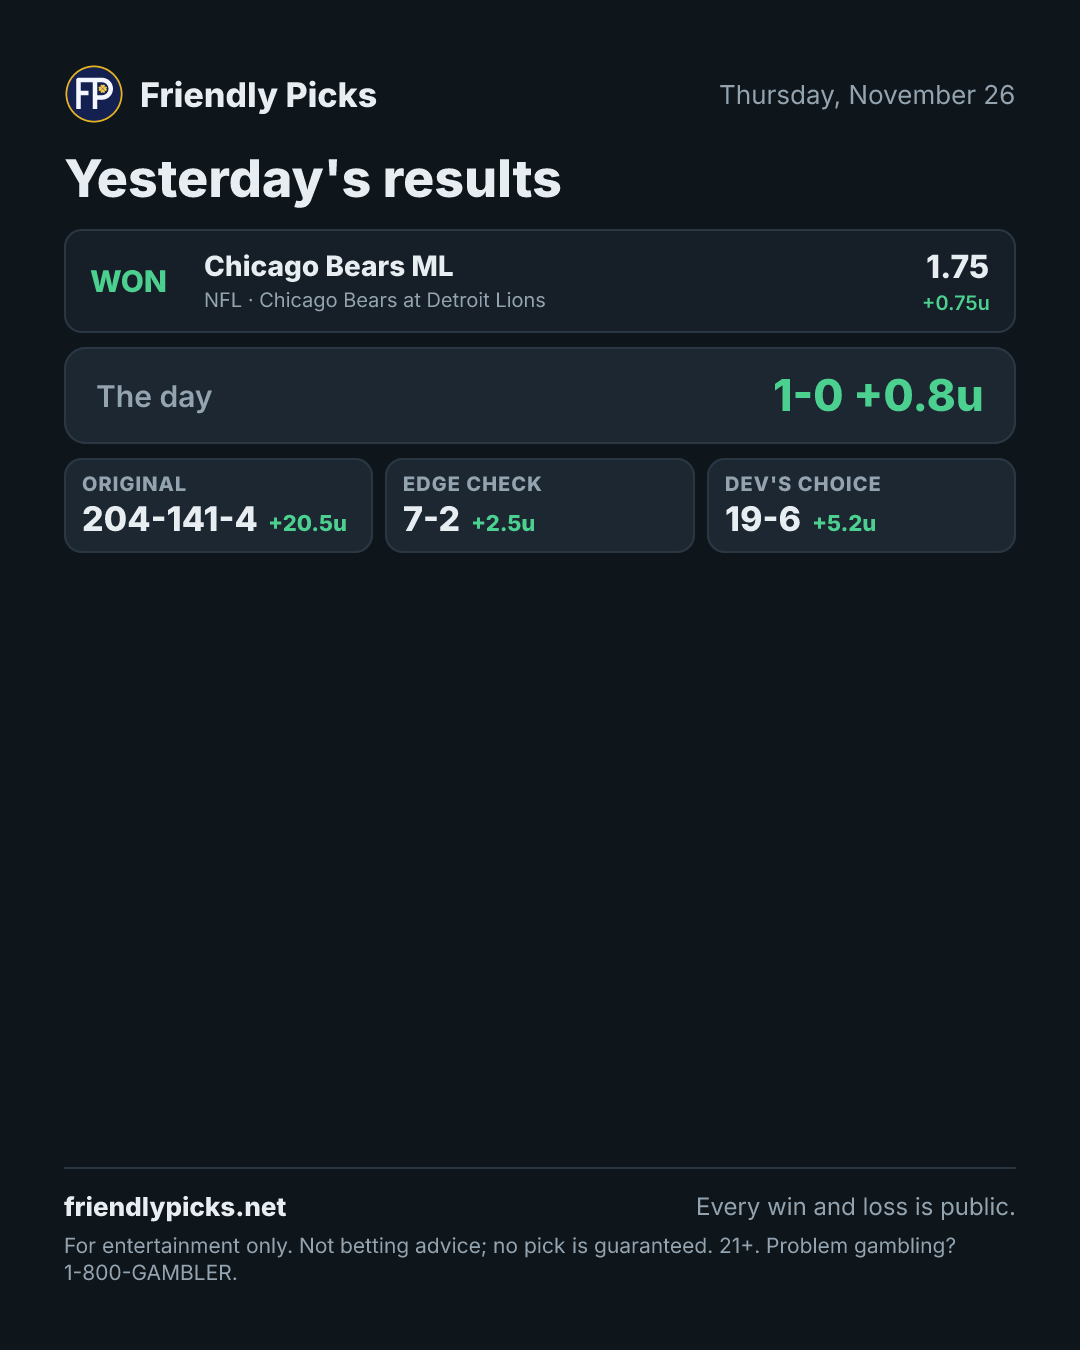 FP Friendly Picks
Thursday, November 26
Yesterday's results
WON
Chicago Bears ML
1.75
NFL · Chicago Bears at Detroit Lions
+0.75u
The day
1-0 +0.8u
ORIGINAL
204-141-4 +20.5u
EDGE CHECK
7-2 +2.5u
DEV'S CHOICE
19-6 +5.2u
friendlypicks.net
Every win and loss is public.
For entertainment only. Not betting advice; no pick is guaranteed. 21+. Problem gambling?
1-800-GAMBLER.